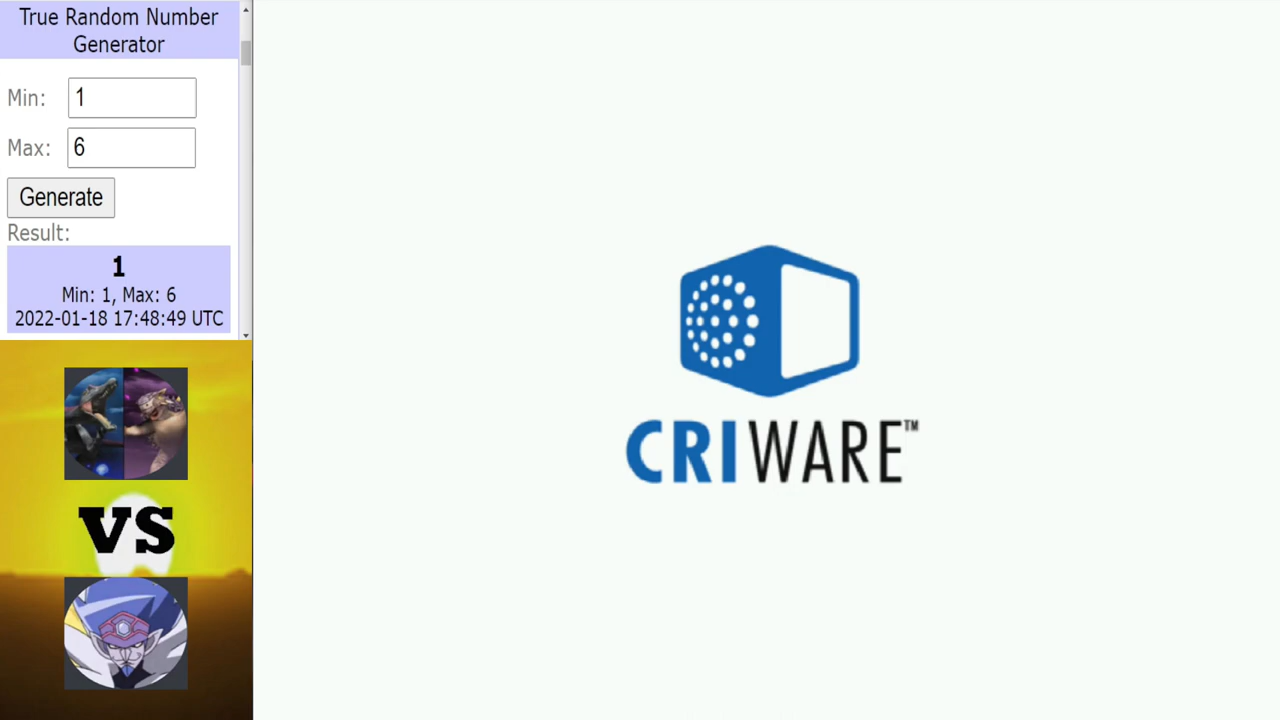 True Random Number
Generator
Min: 1
Max: 6
Generate
Result:
1
Min: 1, Max: 6
2022-01-18 17:48:49 UTC
VS
CRIWARE™